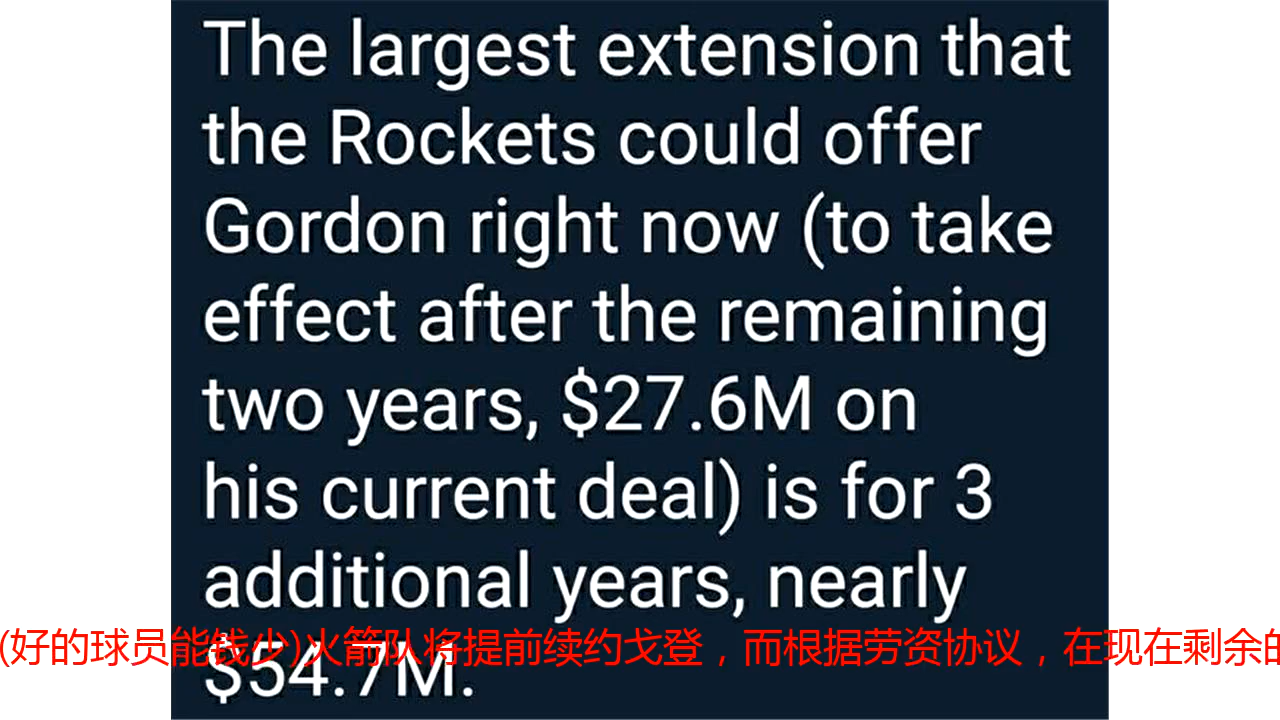 The largest extension that
the Rockets could offer
Gordon right now (to take
effect after the remaining
two years, $27.6M on
his current deal) is for 3
additional years, nearly
(好的球员能钱少)火箭队将提前续约戈登，而根据劳资协议，在现在剩余的
$54.7M.